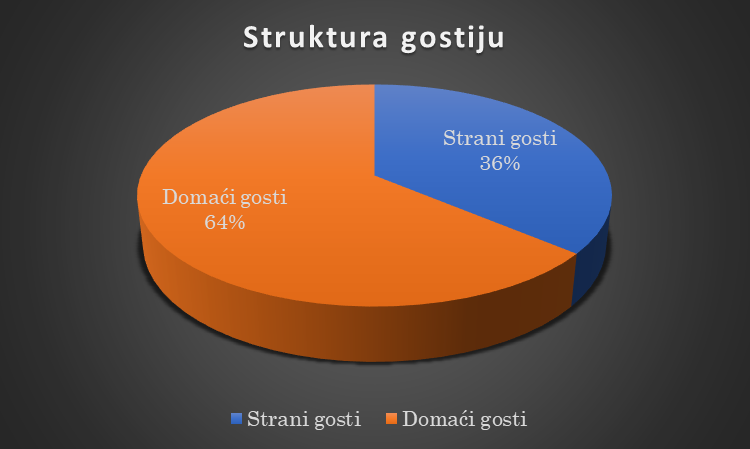 Struktura gostiju
Strani gosti
36%
Domaći gosti
64%
Strani gosti
Domaći gosti